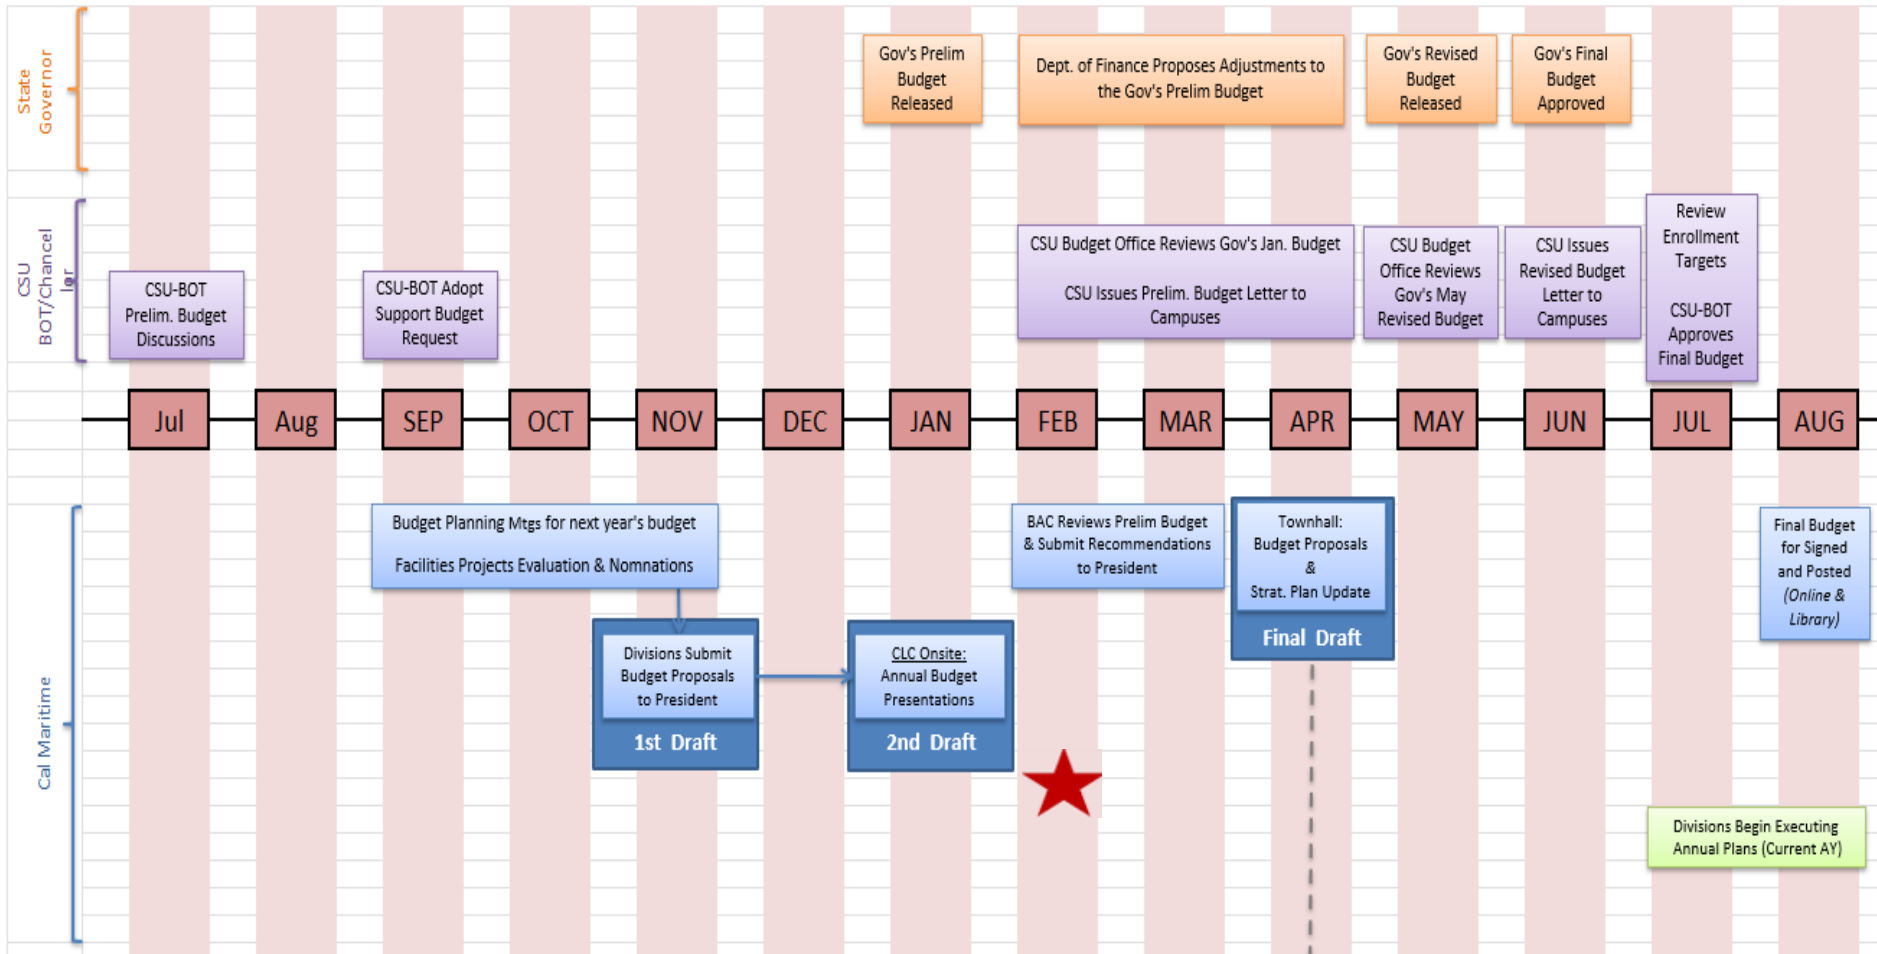 State
Governor
Gov's Prelim
Budget
Released
Dept. of Finance Proposes Adjustments to
the Gov's Prelim Budget
Gov's Revised
Budget
Released
Gov's Final
Budget
Approved
CSU
BOT/Chancel
lor
CSU-BOT
Prelim. Budget
Discussions
CSU-BOT Adopt
Support Budget
Request
CSU Budget Office Reviews Gov's Jan. Budget
CSU Issues Prelim. Budget Letter to
Campuses
CSU Budget
Office Reviews
Gov's May
Revised Budget
CSU Issues
Revised Budget
Letter to
Campuses
Review
Enrollment
Targets
CSU-BOT
Approves
Final Budget
Jul
Aug
SEP
OCT
NOV
DEC
JAN
FEB
MAR
APR
MAY
JUN
JUL
AUG
Cal Maritime
Budget Planning Mtgs for next year's budget
Facilities Projects Evaluation & Nomnations
Divisions Submit
Budget Proposals
to President
1st Draft
CLC Onsite:
Annual Budget
Presentations
2nd Draft
BAC Reviews Prelim Budget
& Submit Recommendations
to President
Townhall:
Budget Proposals
&
Strat. Plan Update
Final Draft
Final Budget
for Signed
and Posted
(Online &
Library)
Divisions Begin Executing
Annual Plans (Current AY)